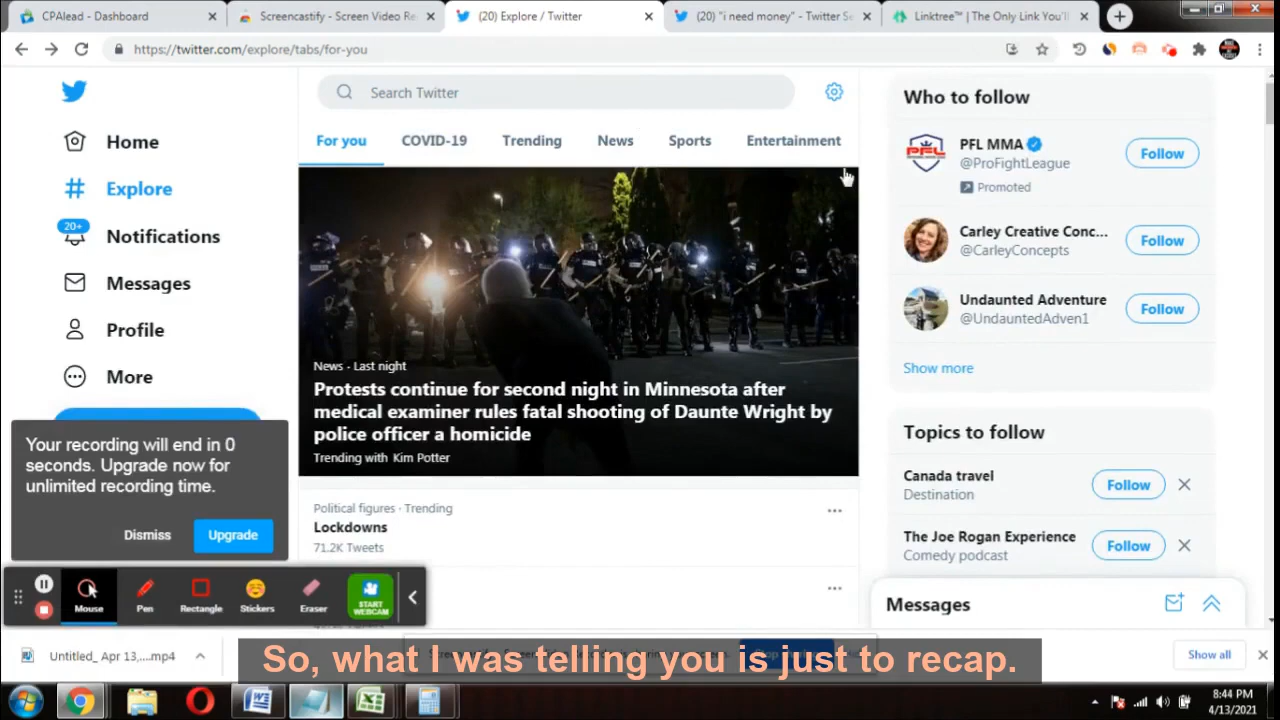 CPAlead - Dashboard
Screencastify - Screen Video Re
(20) Explore / Twitter
(20) "i need money" - Twitter Se
Linktree™ | The Only Link You'll
https://twitter.com/explore/tabs/for-you
Search Twitter
For you
COVID-19
Trending
News
Sports
Entertainment
Home
Explore
20+
Notifications
Messages
Profile
More
News · Last night
Protests continue for second night in Minnesota after
medical examiner rules fatal shooting of Daunte Wright by
police officer a homicide
Trending with Kim Potter
Political figures · Trending
Lockdowns
71.2K Tweets
Who to follow
PFL MMA
@ProFightLeague
Promoted
Follow
Carley Creative Conc...
@CarleyConcepts
Follow
Undaunted Adventure
@UndauntedAdven1
Follow
Show more
Topics to follow
Canada travel
Destination
Follow
The Joe Rogan Experience
Comedy podcast
Follow
Messages
Your recording will end in 0
seconds. Upgrade now for
unlimited recording time.
Dismiss
Upgrade
Mouse
Pen
Rectangle
Stickers
Eraser
START
WEBCAM
Untitled_ Apr 13,....mp4
So, what I was telling you is just to recap.
Show all
8:44 PM
4/13/2021